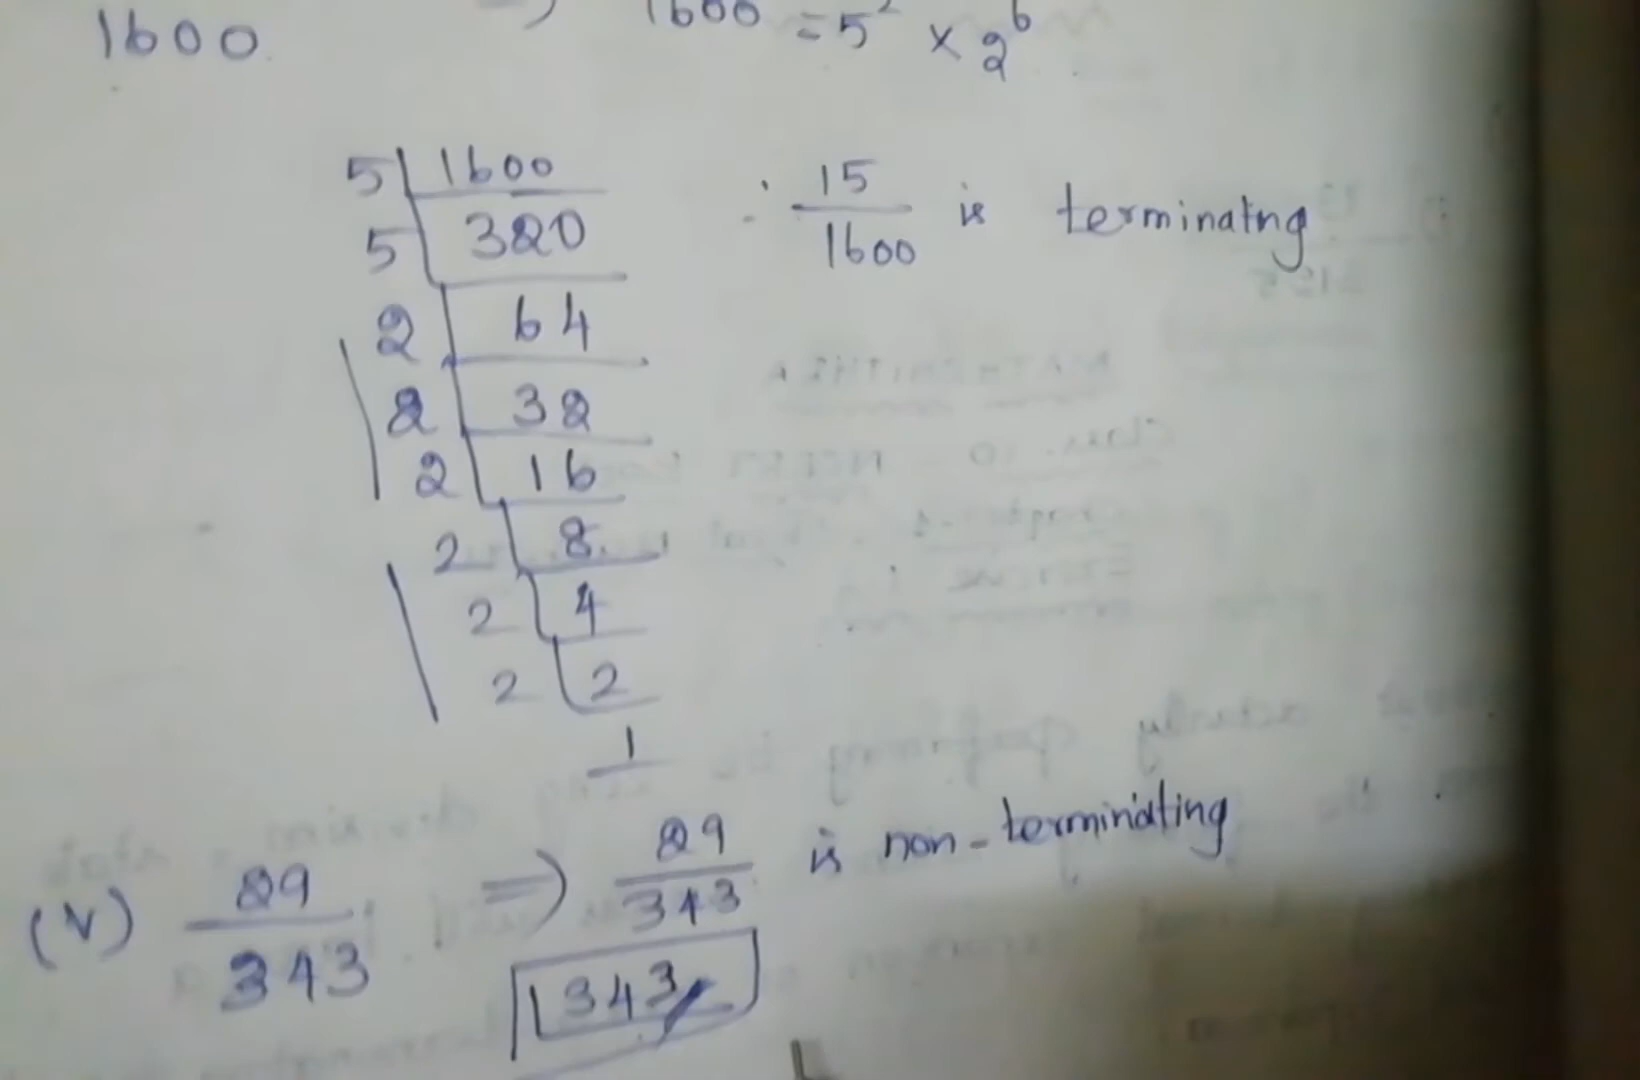 1600 => 1600 = 5² × 2⁶
5 | 1600
5 | 320
2 | 64
2 | 32
2 | 16
2 | 8
2 | 4
2 | 2
1
∴ 15/1600 is terminatng
(V) 29/343 => 29/343 is non-terminating
343